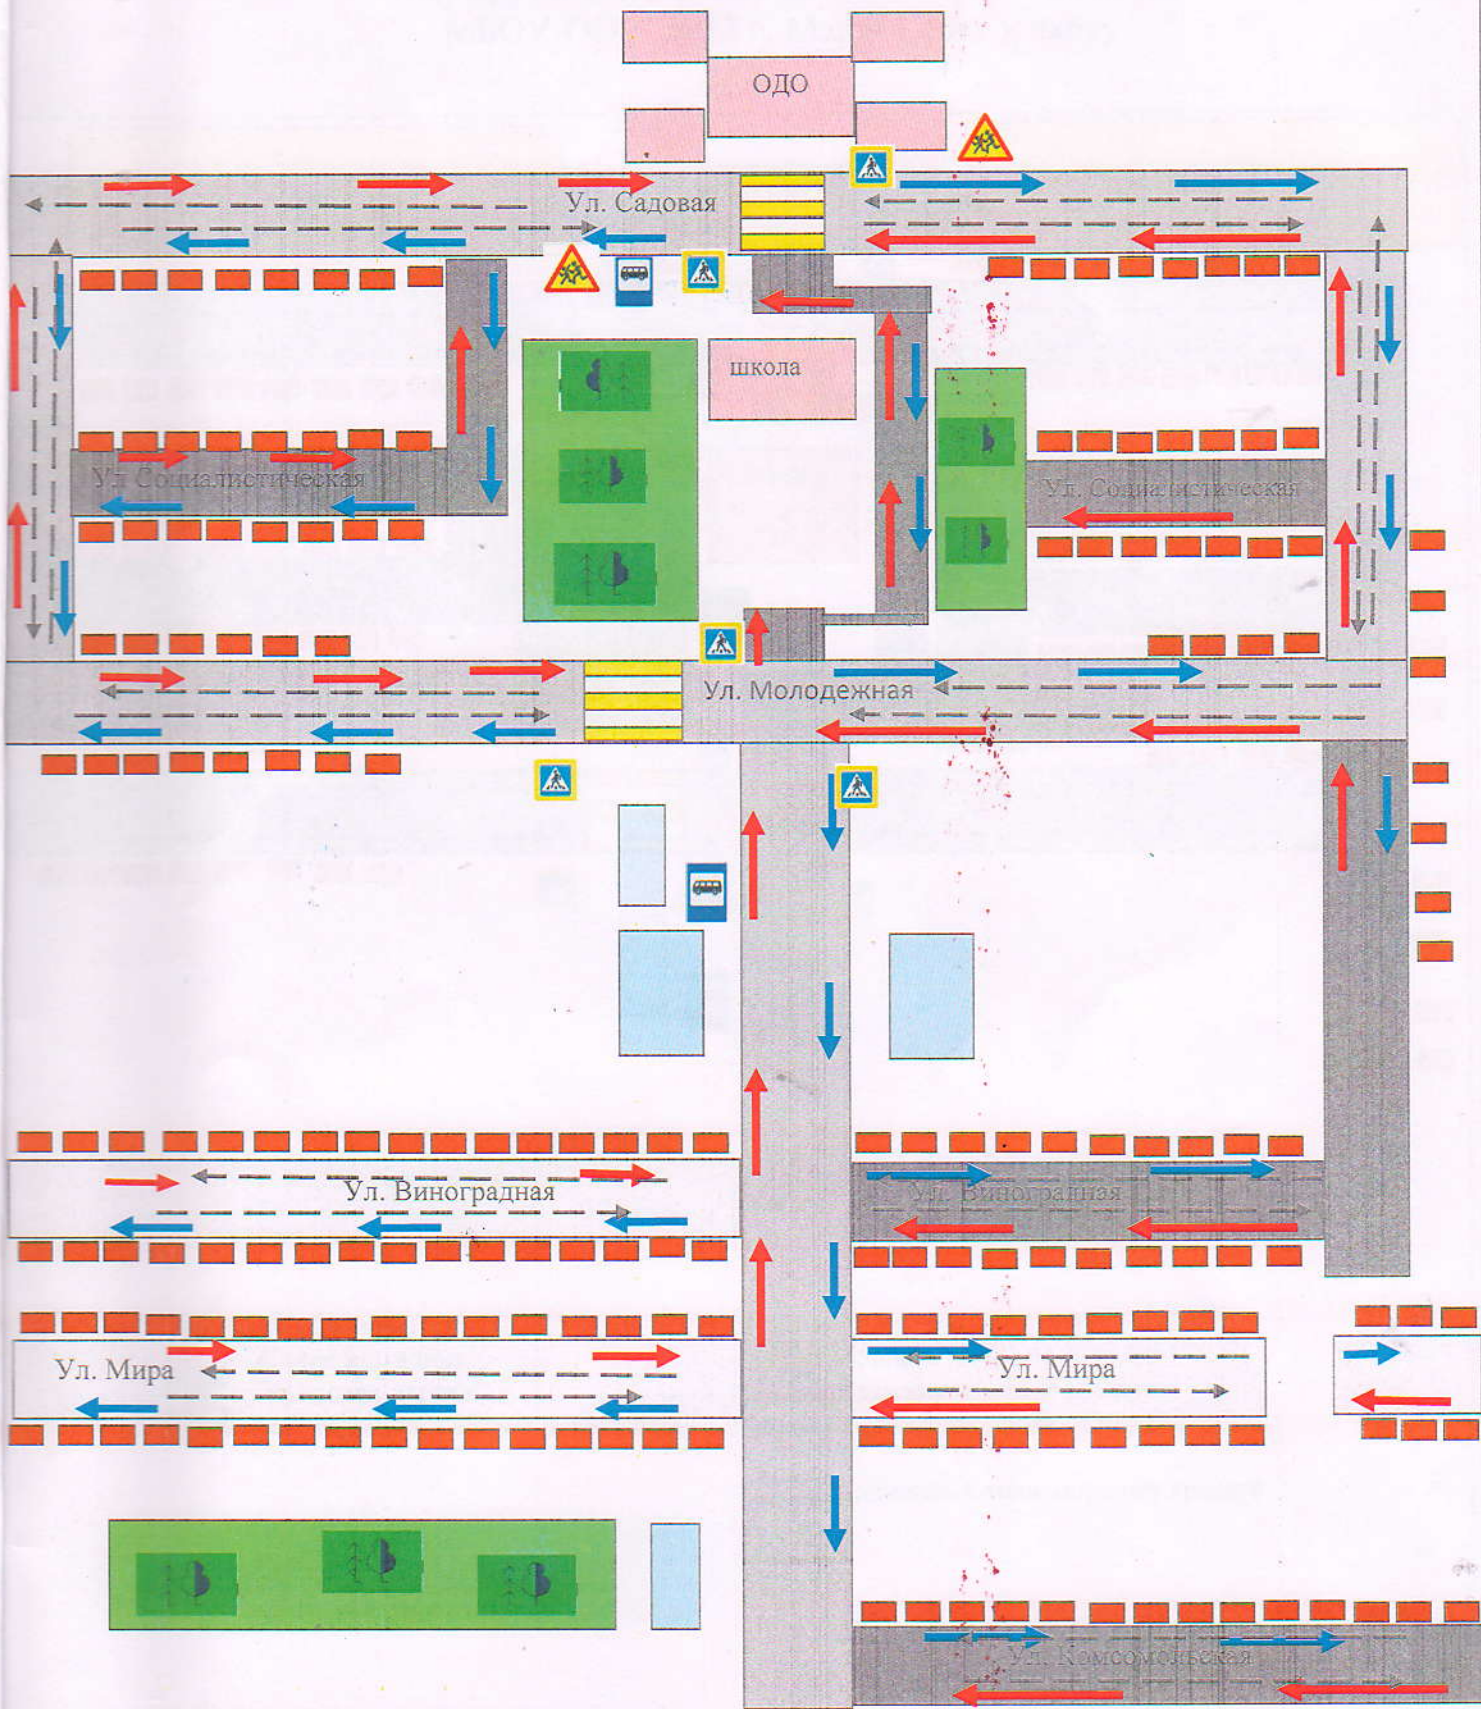 ОДО
Ул. Садовая
школа
Ул Социалистическая
Ул. Социалистическая
Ул. Молодежная
Ул. Виноградная
Ул. Виноградная
Ул. Мира
Ул. Мира
Ул. Комсомольская